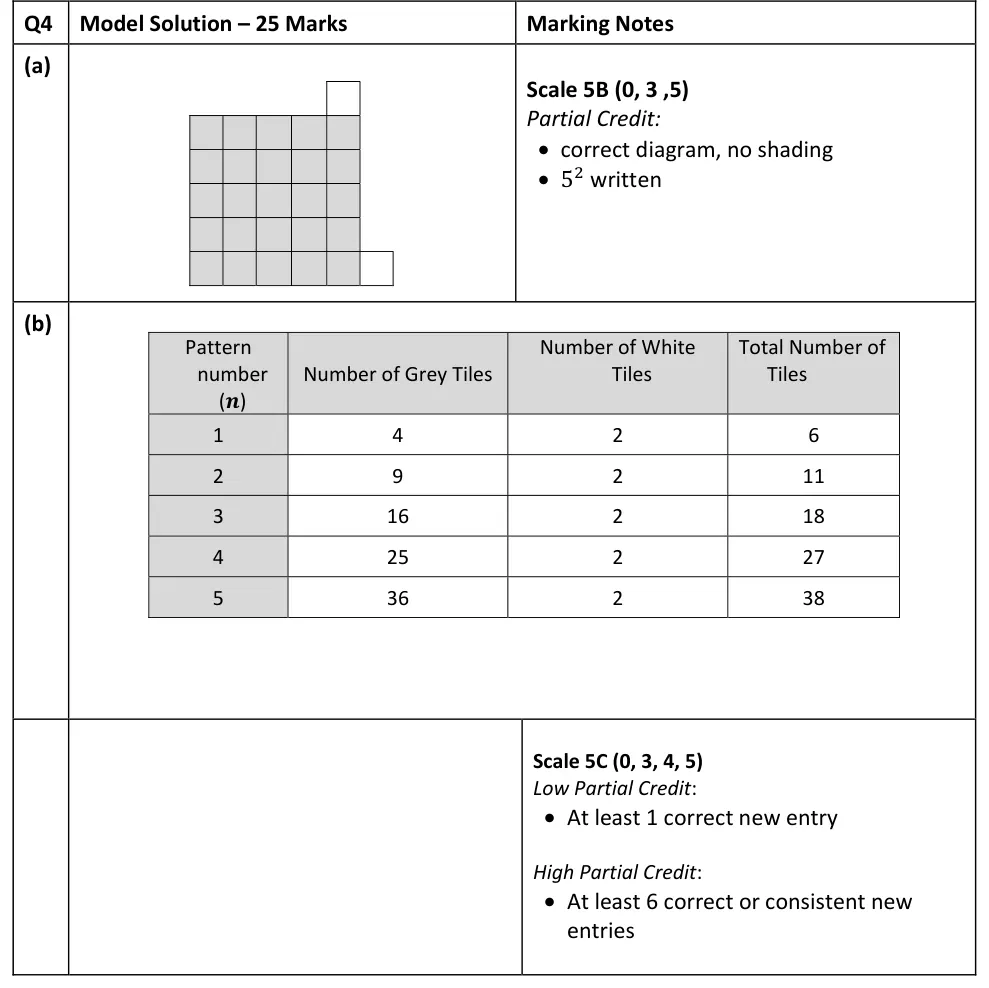 Q4 Model Solution – 25 Marks Marking Notes
(a)
Scale 5B (0, 3 ,5)
Partial Credit:
• correct diagram, no shading
• 5² written
(b)
Pattern
number
(n)
Number of Grey Tiles
Number of White
Tiles
Total Number of
Tiles
1 4 2 6
2 9 2 11
3 16 2 18
4 25 2 27
5 36 2 38
Scale 5C (0, 3, 4, 5)
Low Partial Credit:
• At least 1 correct new entry
High Partial Credit:
• At least 6 correct or consistent new
entries